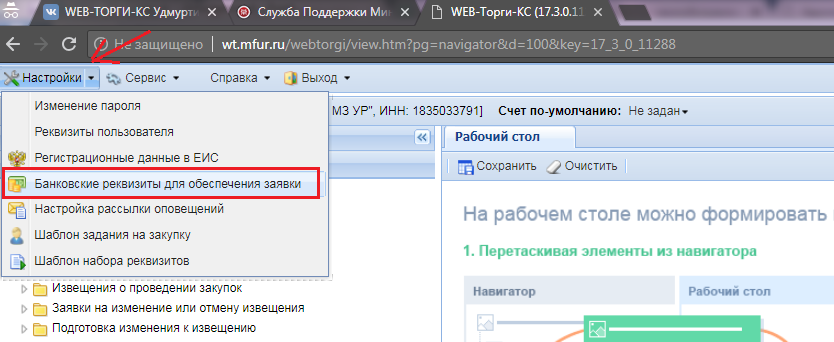 WEB-ТОРГИ-КС Удмурти
Служба Поддержки Ми
WEB-Торги-КС (17.3.0.11
Не защищено
wt.mfur.ru/webtorgi/view.htm?pg=navigator&d=100&key=17_3_0_11288
Настройки Сервис Справка Выход
Изменение пароля
Реквизиты пользователя
Регистрационные данные в ЕИС
Банковские реквизиты для обеспечения заявки
Настройка рассылки оповещений
Шаблон задания на закупку
Шаблон набора реквизитов
МЗ УР", ИНН: 1835033791] Счет по-умолчанию: Не задан
Извещения о проведении закупок
Заявки на изменение или отмену извещения
Подготовка изменения к извещению
Рабочий стол
Сохранить Очистить
На рабочем столе можно формировать
1. Перетаскивая элементы из навигатора
Навигатор Рабочий стол